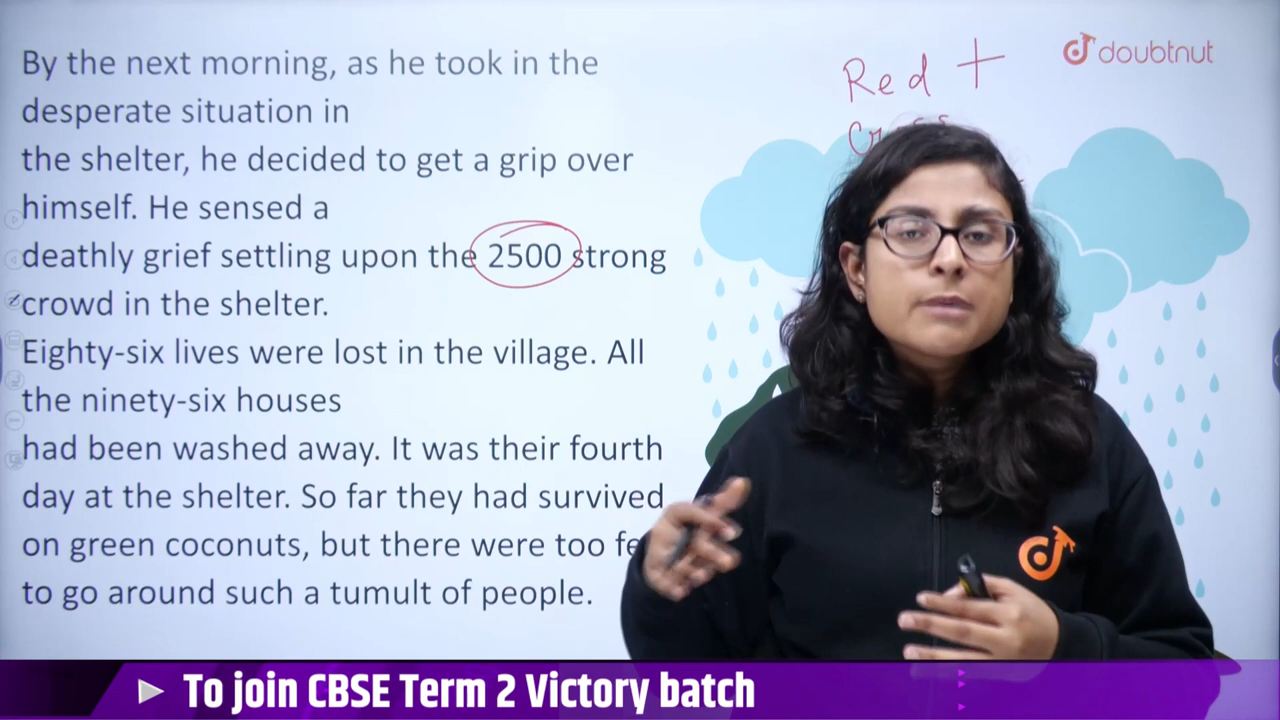 By the next morning, as he took in the
desperate situation in
the shelter, he decided to get a grip over
himself. He sensed a
deathly grief settling upon the 2500 strong
crowd in the shelter.
Eighty-six lives were lost in the village. All
the ninety-six houses
had been washed away. It was their fourth
day at the shelter. So far they had survived
on green coconuts, but there were too
to go around such a tumult of people.
Red +
doubtnut
To join CBSE Term 2 Victory batch